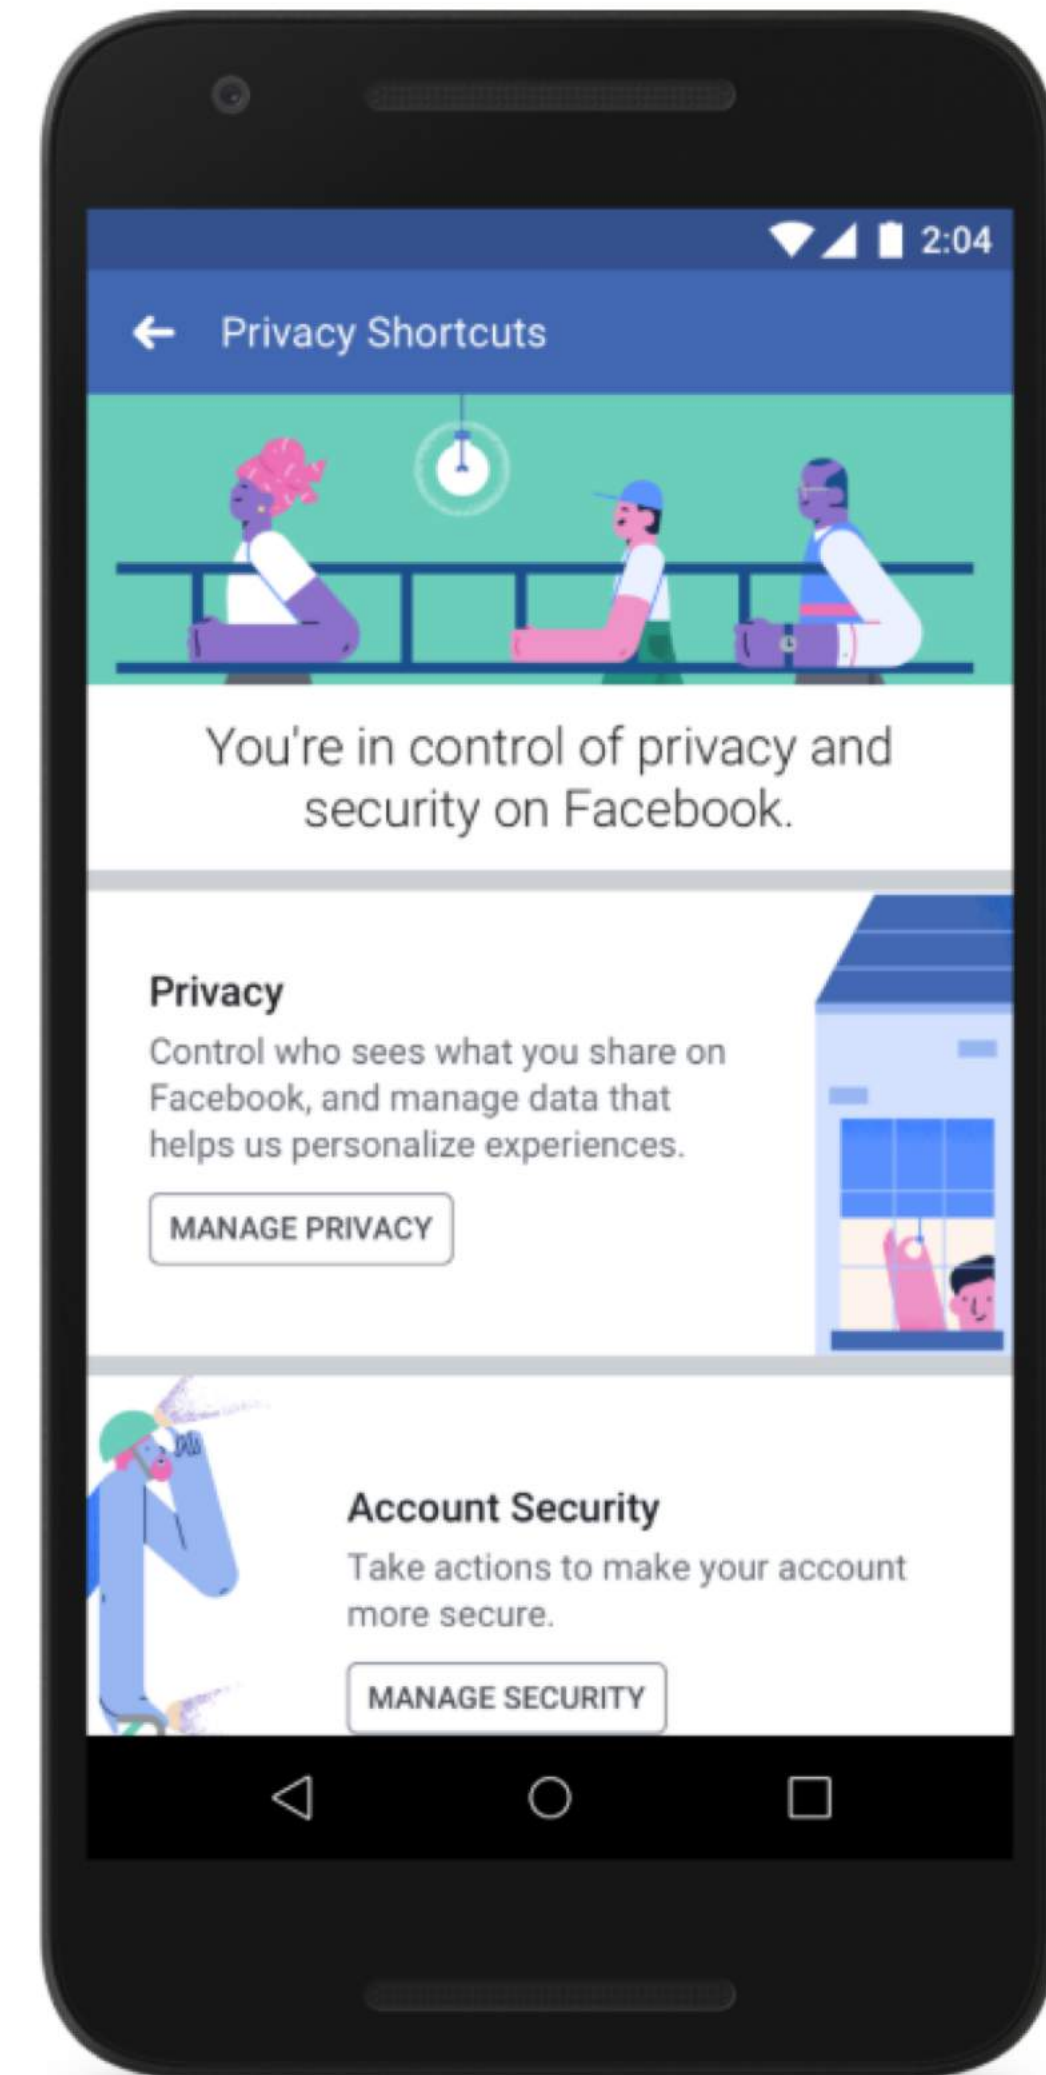 2:04
Privacy Shortcuts
You're in control of privacy and
security on Facebook.
Privacy
Control who sees what you share on
Facebook, and manage data that
helps us personalize experiences.
MANAGE PRIVACY
Account Security
Take actions to make your account
more secure.
MANAGE SECURITY